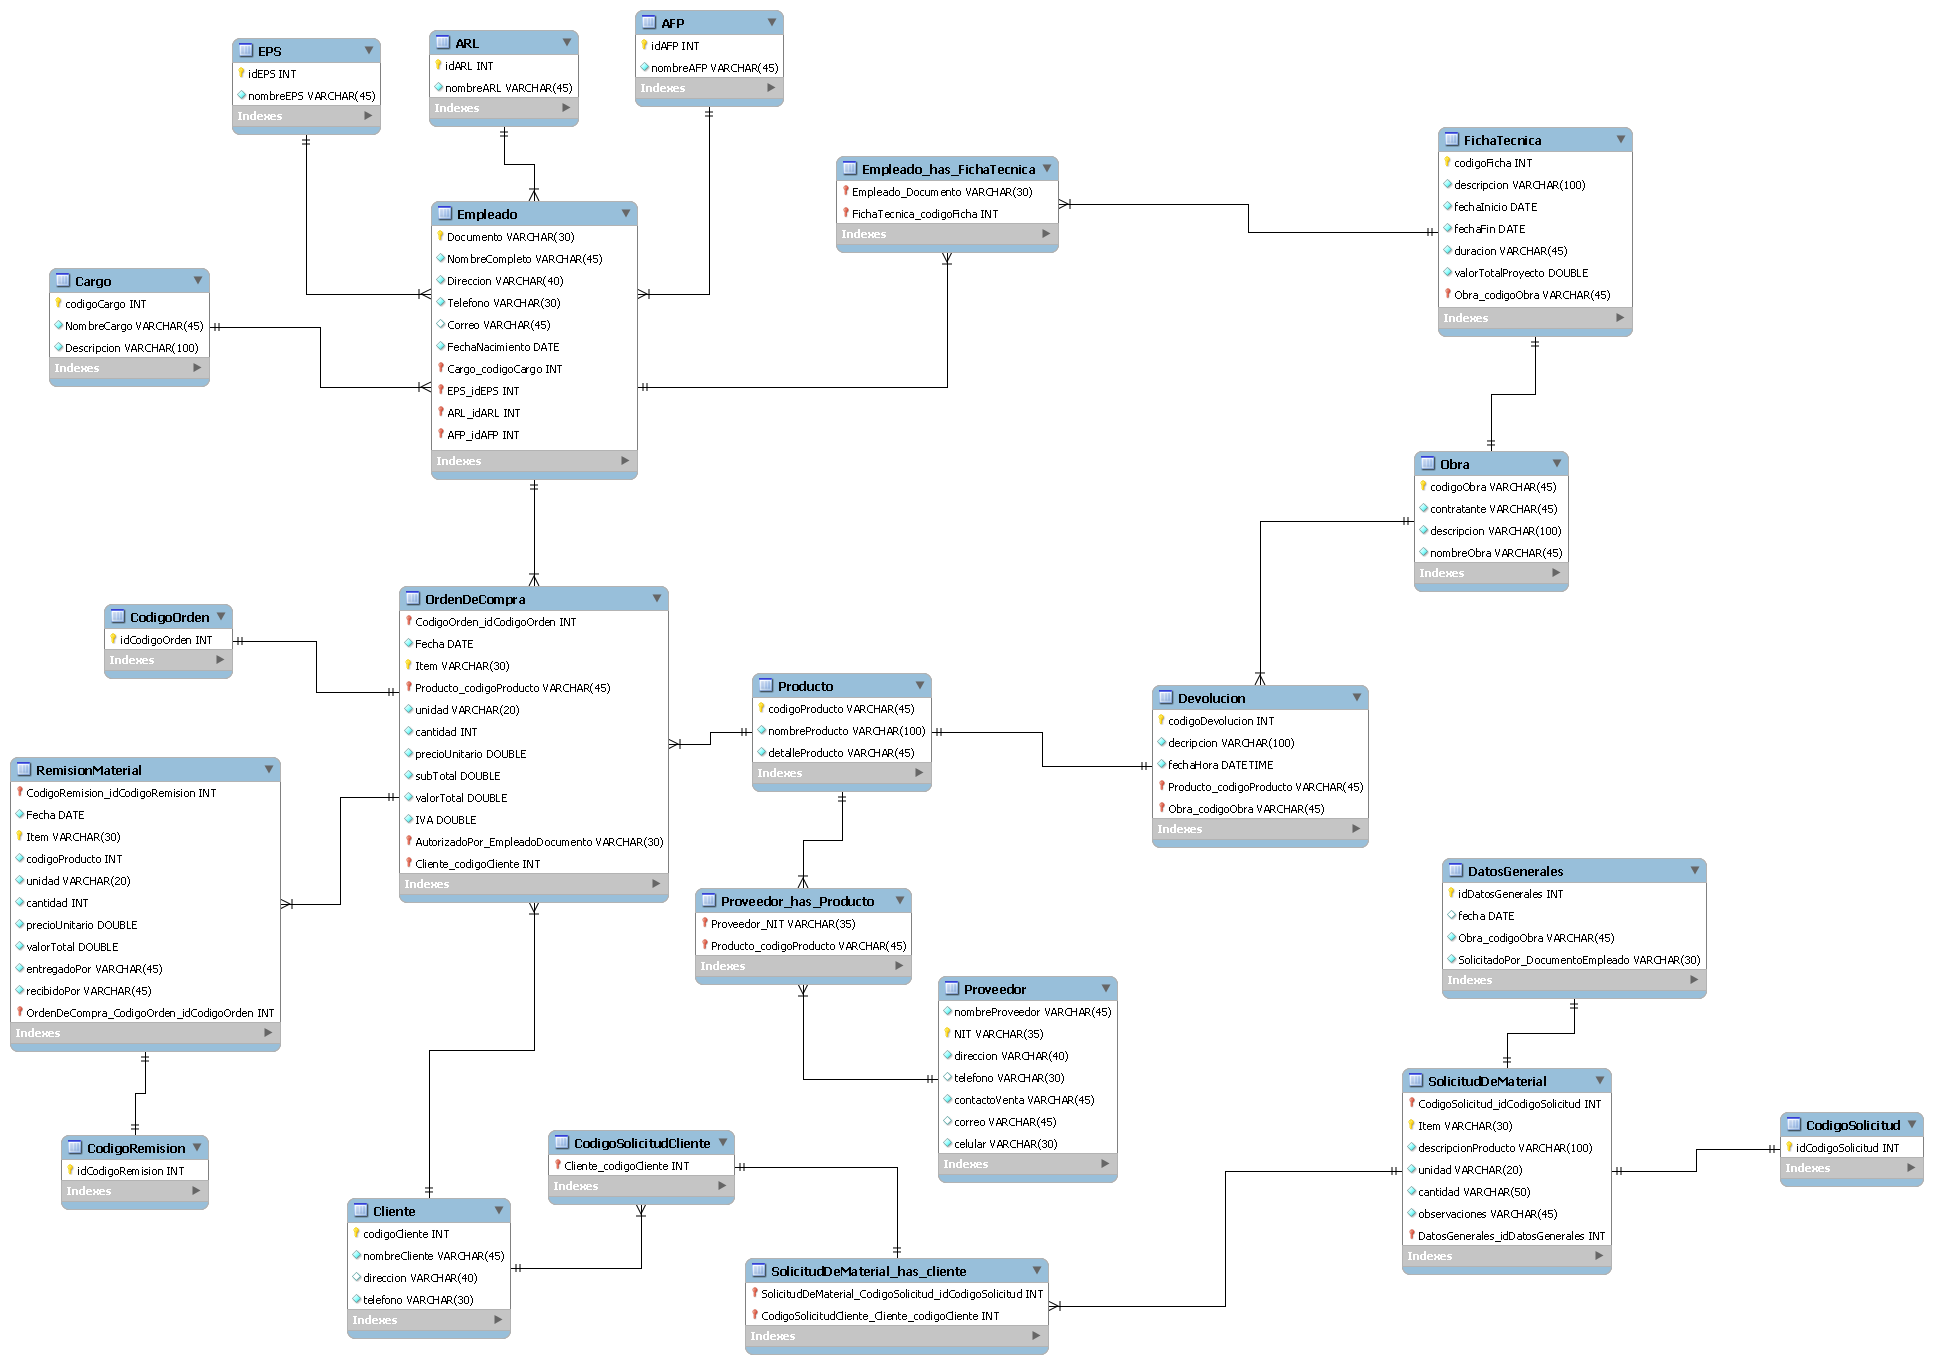 AFP
idAFP INT
nombreAFP VARCHAR(45)
Indexes
EPS
idEPS INT
nombreEPS VARCHAR(45)
Indexes
ARL
idARL INT
nombreARL VARCHAR(45)
Indexes
FichaTecnica
codigoFicha INT
descripcion VARCHAR(100)
fechaInicio DATE
fechaFin DATE
duracion VARCHAR(45)
valorTotalProyecto DOUBLE
Obra_codigoObra VARCHAR(45)
Indexes
Empleado_has_FichaTecnica
Empleado_Documento VARCHAR(30)
FichaTecnica_codigoFicha INT
Indexes
Empleado
Documento VARCHAR(30)
NombreCompleto VARCHAR(45)
Direccion VARCHAR(40)
Telefono VARCHAR(30)
Correo VARCHAR(45)
FechaNacimiento DATE
Cargo_codigoCargo INT
EPS_idEPS INT
ARL_idARL INT
AFP_idAFP INT
Indexes
Cargo
codigoCargo INT
NombreCargo VARCHAR(45)
Descripcion VARCHAR(100)
Indexes
Obra
codigoObra VARCHAR(45)
contratante VARCHAR(45)
descripcion VARCHAR(100)
nombreObra VARCHAR(45)
Indexes
OrdenDeCompra
CodigoOrden_idCodigoOrden INT
Fecha DATE
Item VARCHAR(30)
Producto_codigoProducto VARCHAR(45)
unidad VARCHAR(20)
cantidad INT
precioUnitario DOUBLE
subTotal DOUBLE
valorTotal DOUBLE
IVA DOUBLE
AutorizadoPor_EmpleadoDocumento VARCHAR(30)
Cliente_codigoCliente INT
Indexes
CodigoOrden
idCodigoOrden INT
Indexes
Producto
codigoProducto VARCHAR(45)
nombreProducto VARCHAR(100)
detalleProducto VARCHAR(45)
Indexes
Devolucion
codigoDevolucion INT
decripcion VARCHAR(100)
fechaHora DATETIME
Producto_codigoProducto VARCHAR(45)
Obra_codigoObra VARCHAR(45)
Indexes
RemisionMaterial
CodigoRemision_idCodigoRemision INT
Fecha DATE
Item VARCHAR(30)
codigoProducto INT
unidad VARCHAR(20)
cantidad INT
precioUnitario DOUBLE
valorTotal DOUBLE
entregadoPor VARCHAR(45)
recibidoPor VARCHAR(45)
OrdenDeCompra_CodigoOrden_idCodigoOrden INT
Indexes
DatosGenerales
idDatosGenerales INT
fecha DATE
Obra_codigoObra VARCHAR(45)
SolicitadoPor_DocumentoEmpleado VARCHAR(30)
Indexes
Proveedor_has_Producto
Proveedor_NIT VARCHAR(35)
Producto_codigoProducto VARCHAR(45)
Indexes
Proveedor
nombreProveedor VARCHAR(45)
NIT VARCHAR(35)
direccion VARCHAR(40)
telefono VARCHAR(30)
contactoVenta VARCHAR(45)
correo VARCHAR(45)
celular VARCHAR(30)
Indexes
SolicitudDeMaterial
CodigoSolicitud_idCodigoSolicitud INT
Item VARCHAR(30)
descripcionProducto VARCHAR(100)
unidad VARCHAR(20)
cantidad VARCHAR(50)
observaciones VARCHAR(45)
DatosGenerales_idDatosGenerales INT
Indexes
CodigoSolicitud
idCodigoSolicitud INT
Indexes
CodigoRemision
idCodigoRemision INT
Indexes
CodigoSolicitudCliente
Cliente_codigoCliente INT
Indexes
Cliente
codigoCliente INT
nombreCliente VARCHAR(45)
direccion VARCHAR(40)
telefono VARCHAR(30)
Indexes
SolicitudDeMaterial_has_cliente
SolicitudDeMaterial_CodigoSolicitud_idCodigoSolicitud INT
CodigoSolicitudCliente_Cliente_codigoCliente INT
Indexes